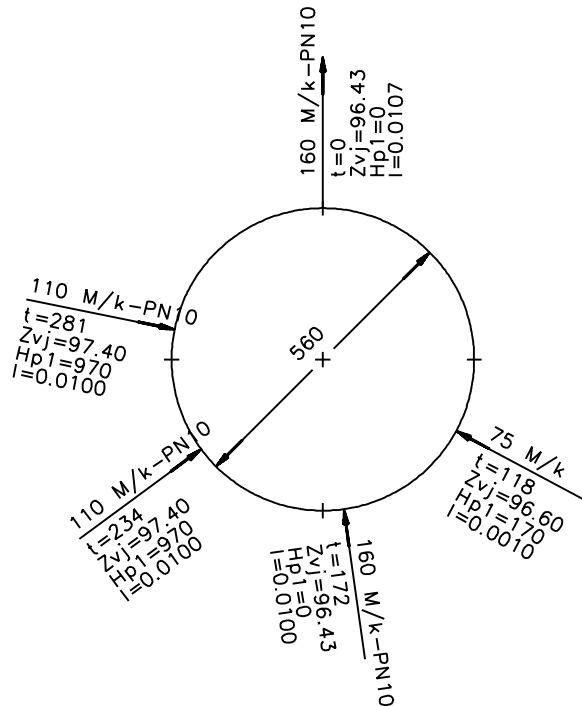 160 M/k-PN10
t=0
Zvj=96.43
Hp1=0
I=0.0107
110 M/k-PN10
t=281
Zvj=97.40
Hp1=970
I=0.0100
560
75 M/k
t=118
Zvj=96.60
Hp1=170
I=0.0010
110 M/k-PN10
t=234
Zvj=97.40
Hp1=970
I=0.0100
160 M/k-PN10
t=172
Zvj=96.43
Hp1=0
I=0.0100